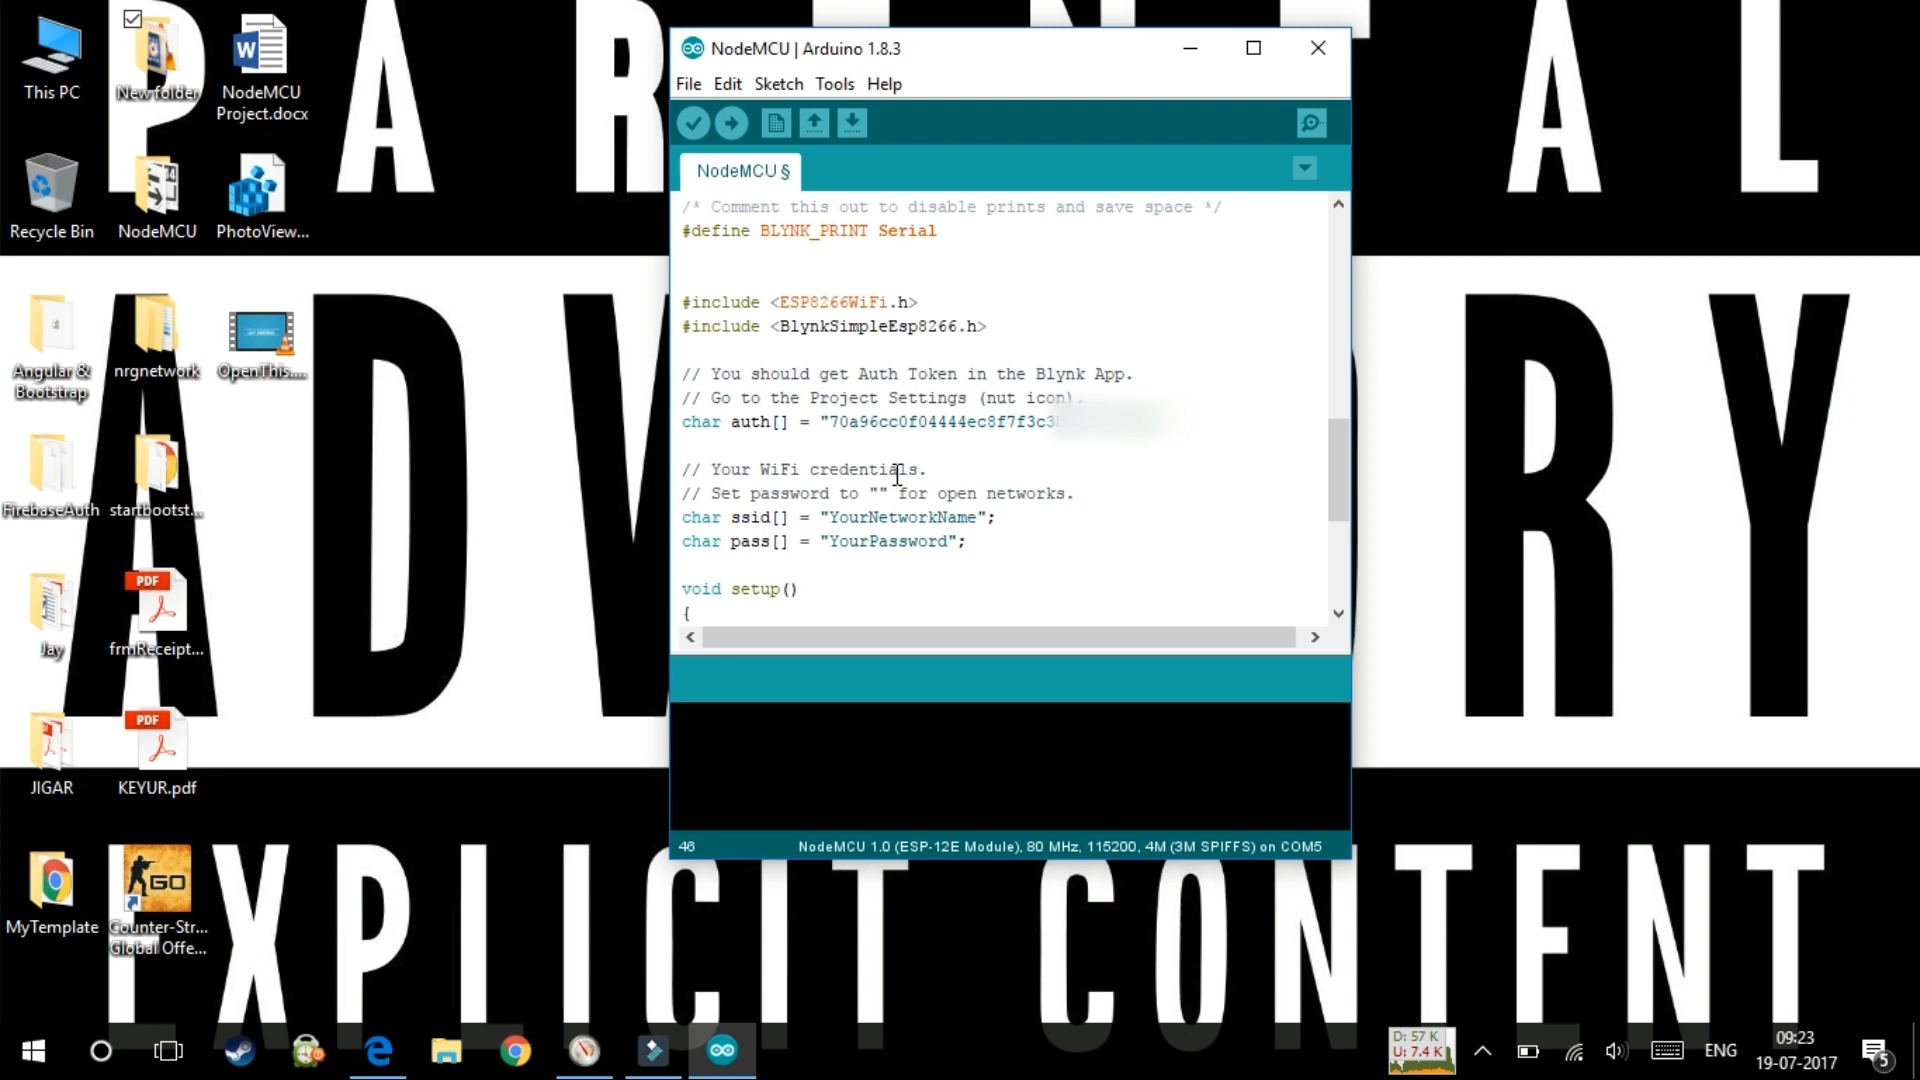 PARENTAL
ADVISORY
EXPLICIT CONTENT
This PC
New folder
NodeMCU
Project.docx
Recycle Bin
NodeMCU
PhotoView...
Angular &
Bootstrap
nrgnetwork
OpenThis....
FirebaseAuth
startbootst...
Jay
PDF
frmReceipt...
JIGAR
PDF
KEYUR.pdf
MyTemplate
GO
Counter-Str...
Global Offe...
NodeMCU | Arduino 1.8.3
File Edit Sketch Tools Help
NodeMCU §
/* Comment this out to disable prints and save space */
#define BLYNK_PRINT Serial
#include <ESP8266WiFi.h>
#include <BlynkSimpleEsp8266.h>
// You should get Auth Token in the Blynk App.
// Go to the Project Settings (nut icon).
char auth[] = "70a96cc0f04444ec8f7f3c3
// Your WiFi credentials.
// Set password to "" for open networks.
char ssid[] = "YourNetworkName";
char pass[] = "YourPassword";
void setup()
{
46
NodeMCU 1.0 (ESP-12E Module), 80 MHz, 115200, 4M (3M SPIFFS) on COM5
D: 57 K
U: 7.4 K
ENG
09:23
19-07-2017
5